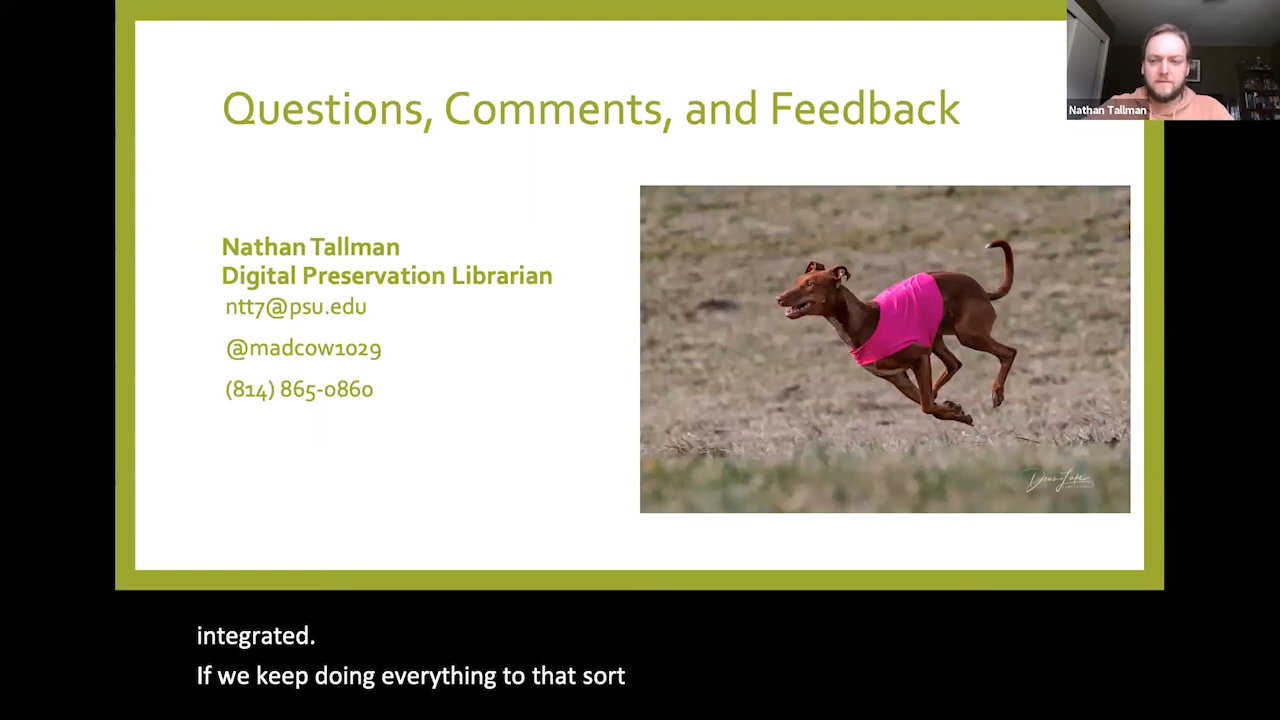 Questions, Comments, and Feedback
Nathan Tallman
Nathan Tallman
Digital Preservation Librarian
ntt7@psu.edu
@madcow1029
(814) 865-0860
integrated.
If we keep doing everything to that sort